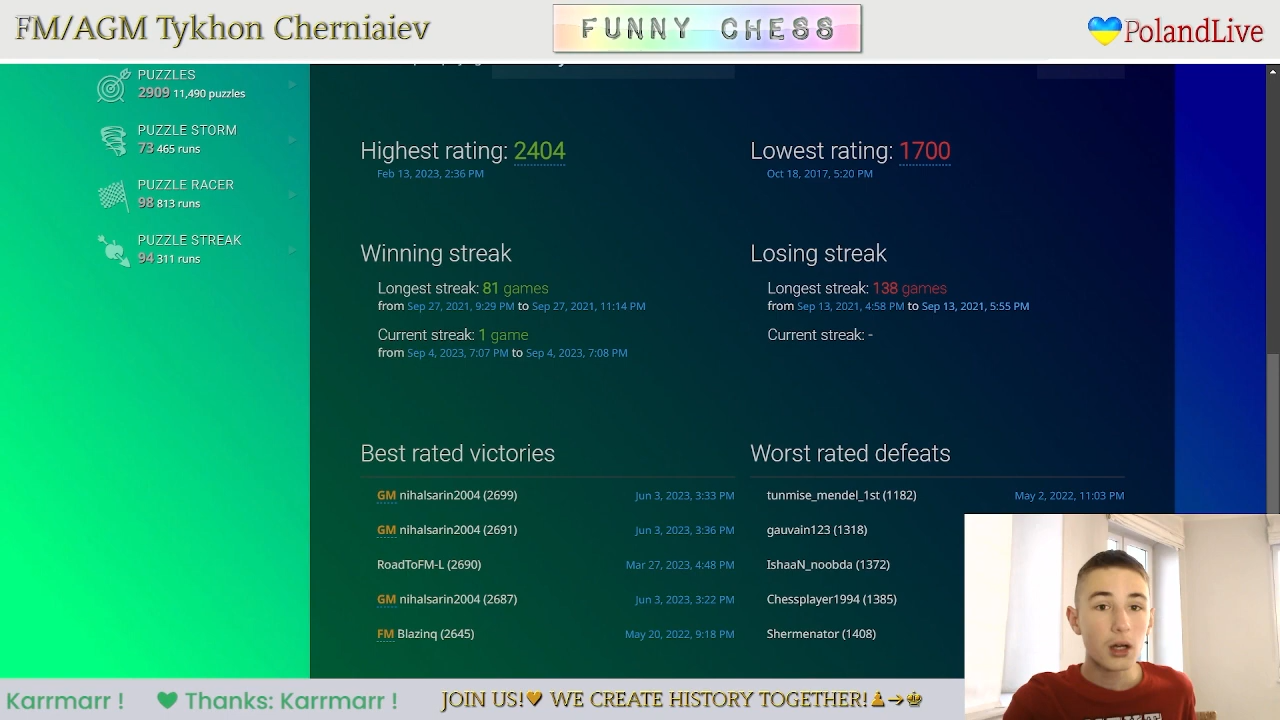 FM/AGM Tykhon Cherniaiev
FUNNY CHESS
PolandLive
PUZZLES
2909 11,490 puzzles
PUZZLE STORM
73 465 runs
PUZZLE RACER
98 813 runs
PUZZLE STREAK
94 311 runs
Highest rating: 2404
Feb 13, 2023, 2:36 PM
Lowest rating: 1700
Oct 18, 2017, 5:20 PM
Winning streak
Longest streak: 81 games
from Sep 27, 2021, 9:29 PM to Sep 27, 2021, 11:14 PM
Current streak: 1 game
from Sep 4, 2023, 7:07 PM to Sep 4, 2023, 7:08 PM
Losing streak
Longest streak: 138 games
from Sep 13, 2021, 4:58 PM to Sep 13, 2021, 5:55 PM
Current streak: -
Best rated victories
GM nihalsarin2004 (2699) Jun 3, 2023, 3:33 PM
GM nihalsarin2004 (2691) Jun 3, 2023, 3:36 PM
RoadToFM-L (2690) Mar 27, 2023, 4:48 PM
GM nihalsarin2004 (2687) Jun 3, 2023, 3:22 PM
FM Blazinq (2645) May 20, 2022, 9:18 PM
Worst rated defeats
tunmise_mendel_1st (1182) May 2, 2022, 11:03 PM
gauvain123 (1318)
IshaaN_noobda (1372)
Chessplayer1994 (1385)
Shermenator (1408)
Karrmarr ! 💚 Thanks: Karrmarr !
JOIN US!🧡 WE CREATE HISTORY TOGETHER!♟→♚